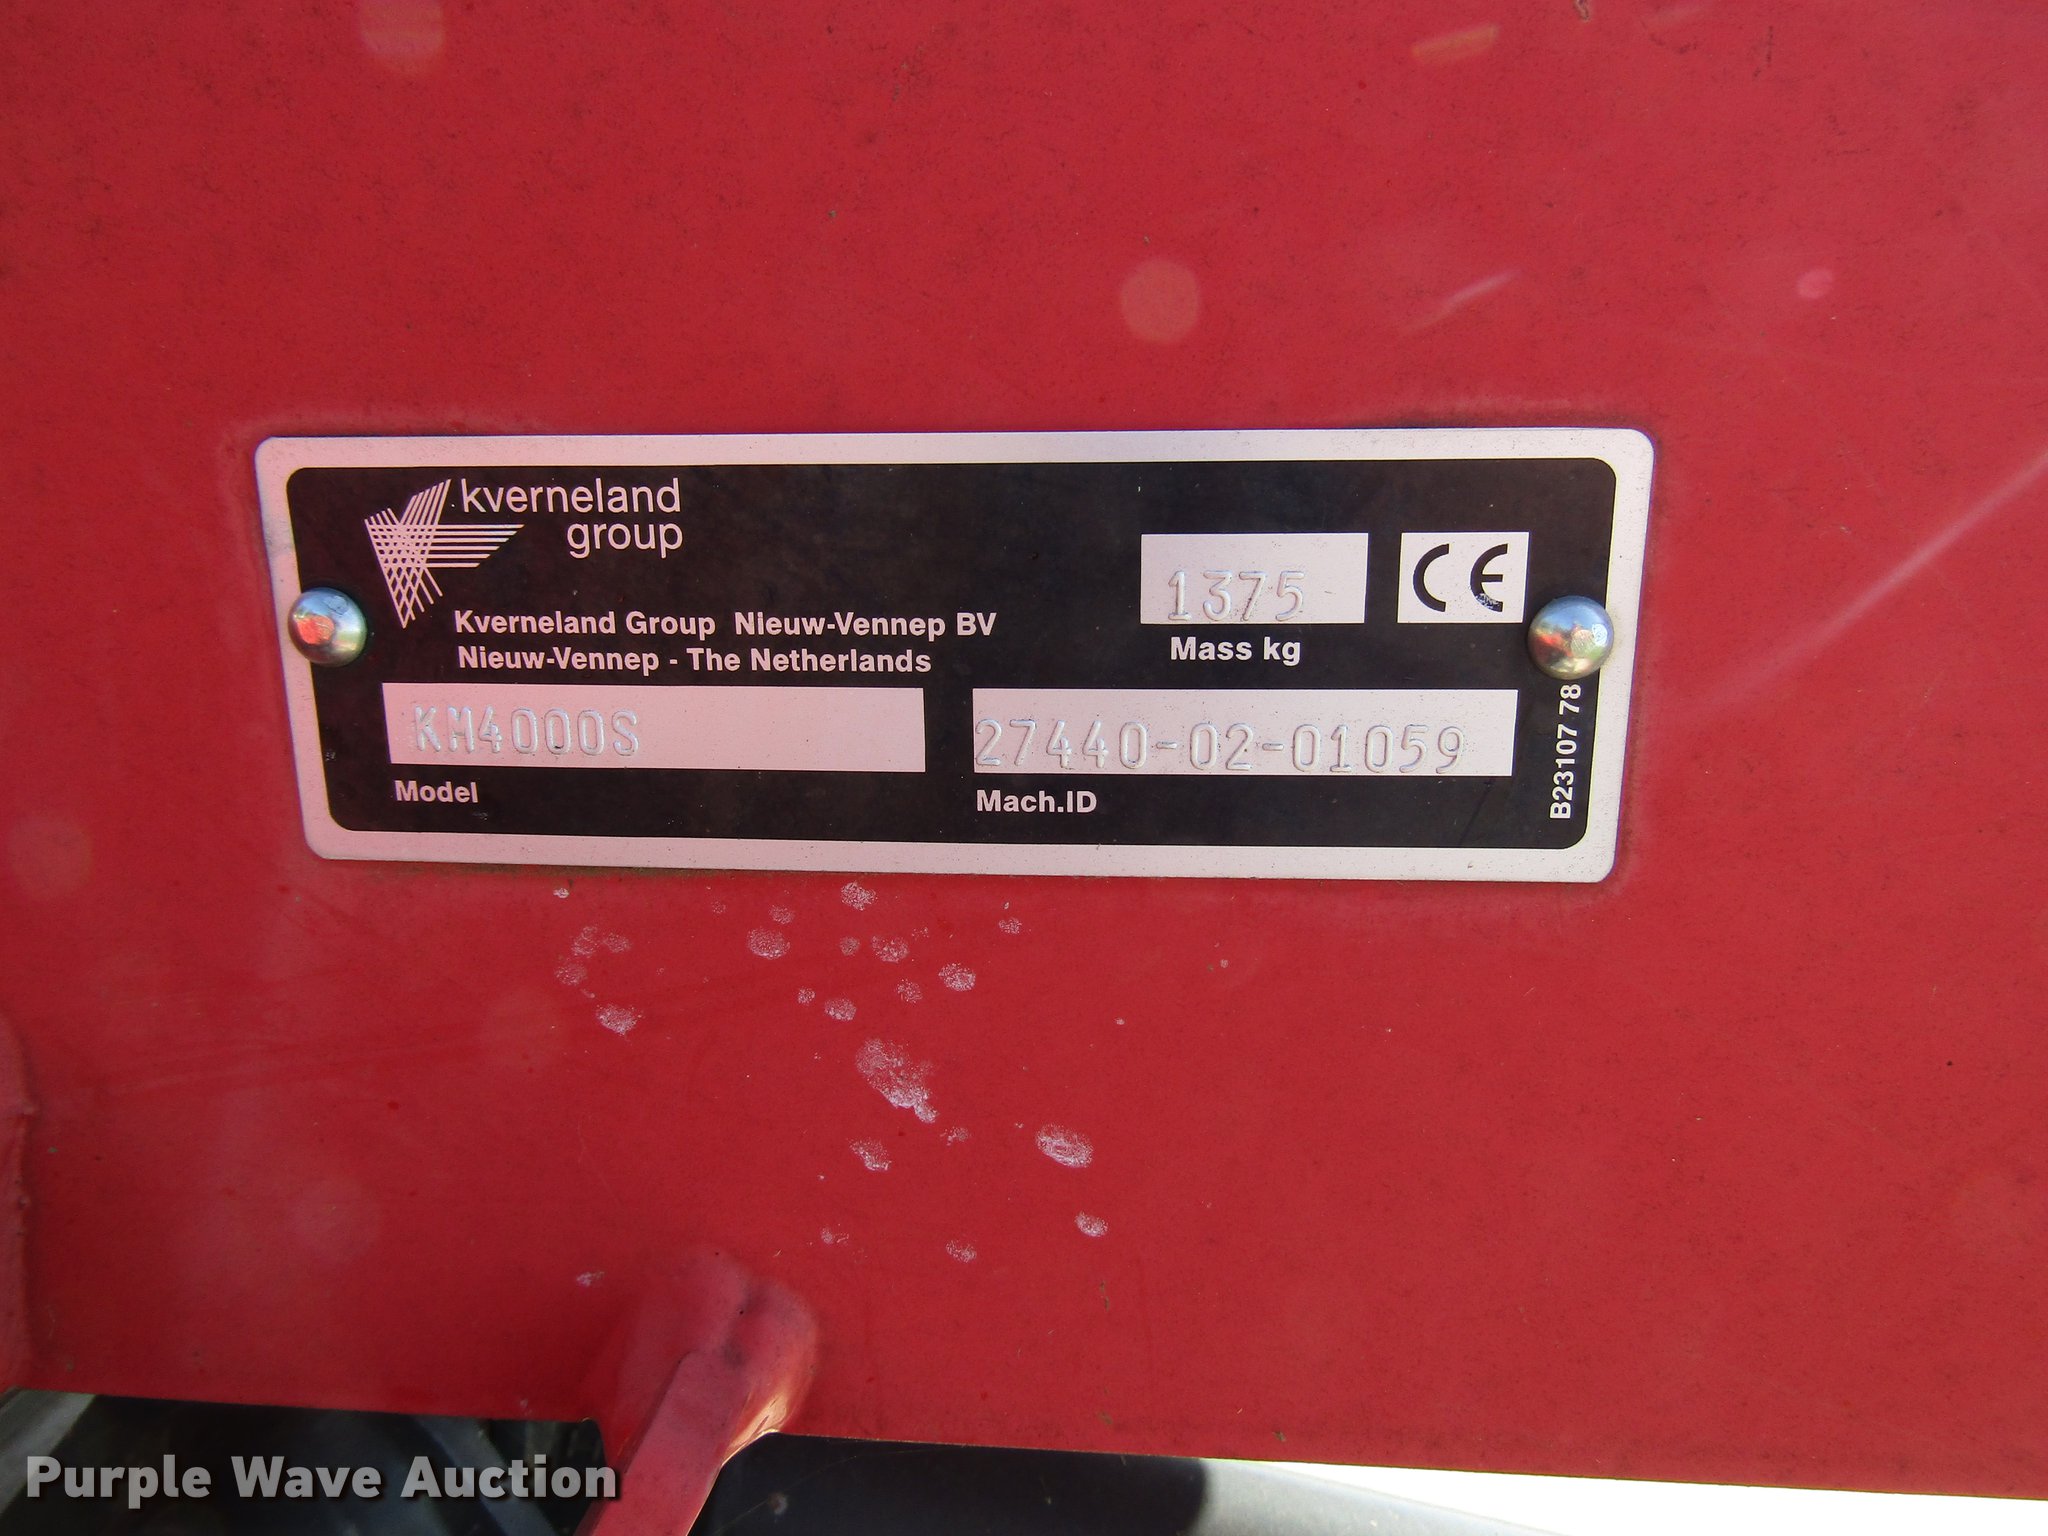 kverneland
group
Kverneland Group Nieuw-Vennep BV
Nieuw-Vennep - The Netherlands
1375
Mass kg
CE
KM4000S
Model
27440-02-01059
Mach.ID
B23107 78
Purple Wave Auction